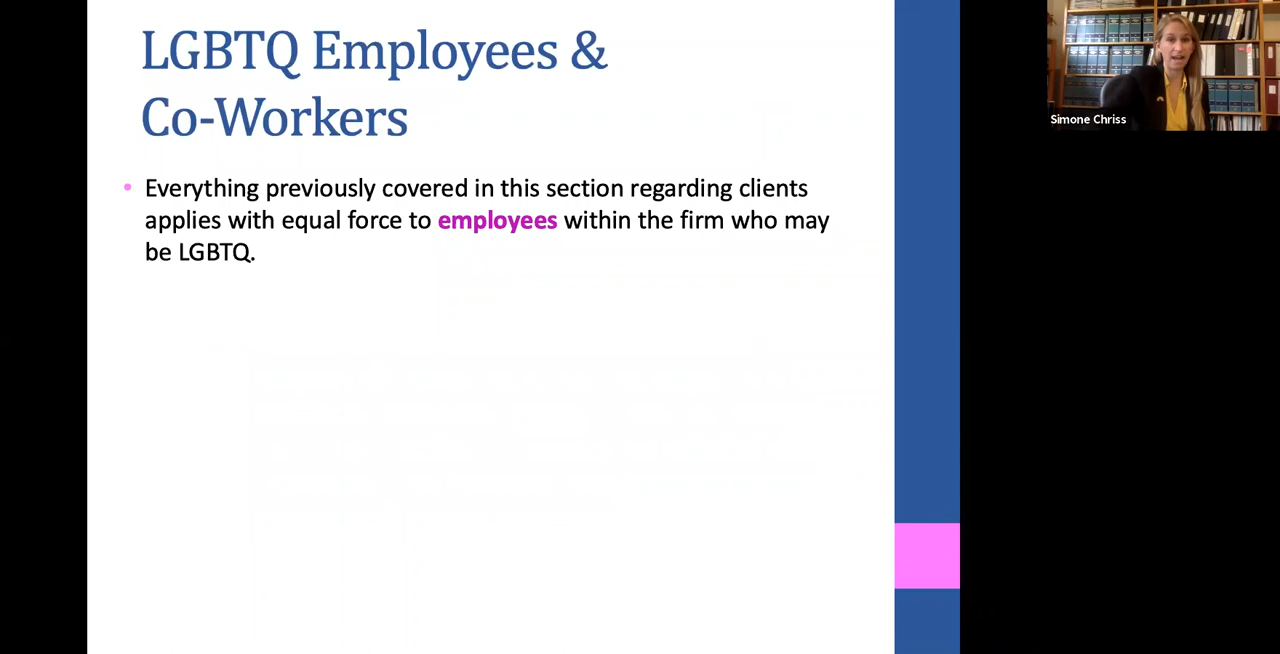 LGBTQ Employees &
Co-Workers
• Everything previously covered in this section regarding clients
applies with equal force to employees within the firm who may
be LGBTQ.
Simone Chriss